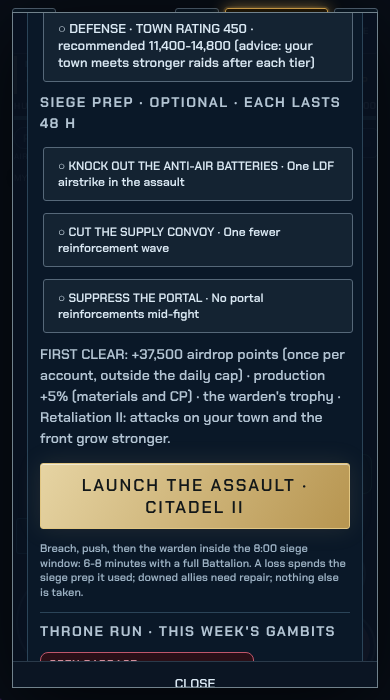 ○ DEFENSE · TOWN RATING 450 ·
recommended 11,400-14,800 (advice: your
town meets stronger raids after each tier)
SIEGE PREP · OPTIONAL · EACH LASTS
48 H
○ KNOCK OUT THE ANTI-AIR BATTERIES · One LDF
airstrike in the assault
○ CUT THE SUPPLY CONVOY · One fewer
reinforcement wave
○ SUPPRESS THE PORTAL · No portal
reinforcements mid-fight
FIRST CLEAR: +37,500 airdrop points (once per
account, outside the daily cap) · production
+5% (materials and CP) · the warden's trophy ·
Retaliation II: attacks on your town and the
front grow stronger.
LAUNCH THE ASSAULT ·
CITADEL II
Breach, push, then the warden inside the 8:00 siege
window: 6-8 minutes with a full Battalion. A loss spends the
siege prep it used; downed allies need repair; nothing else
is taken.
THRONE RUN · THIS WEEK'S GAMBITS
CLOSE